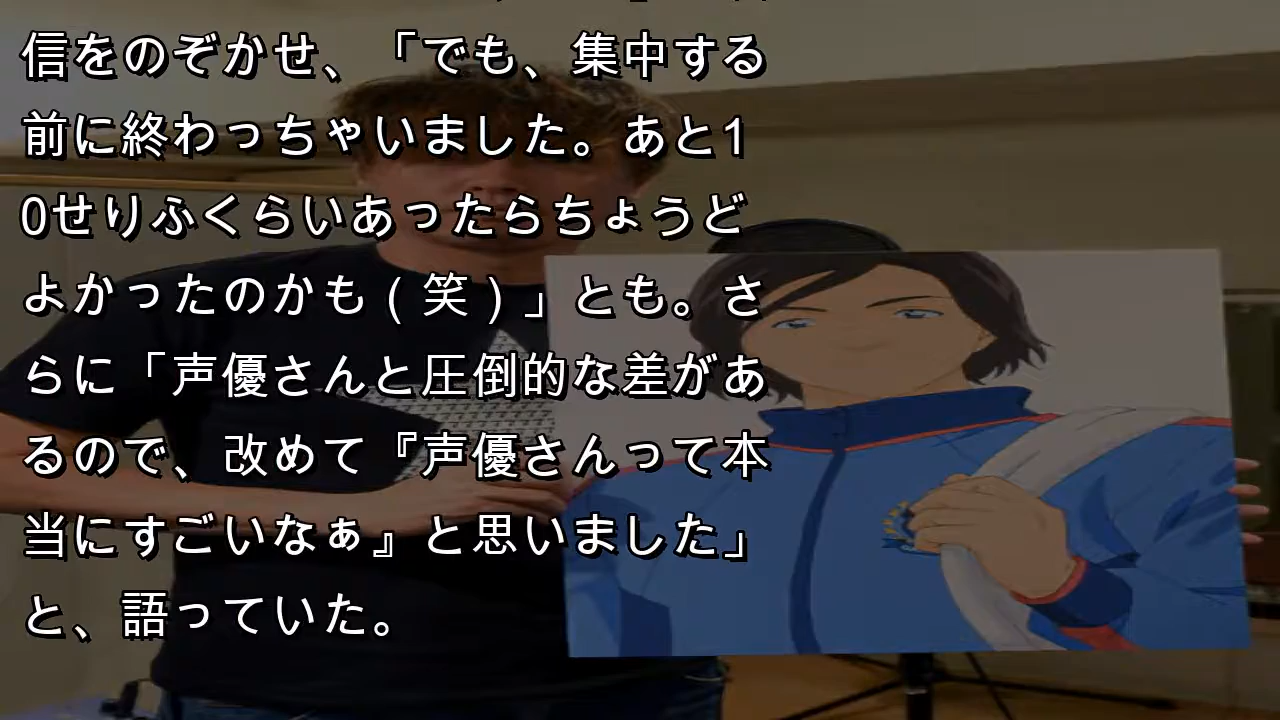 信をのぞかせ、「でも、集中する
前に終わっちゃいました。あと1
0せりふくらいあったらちょうど
よかったのかも(笑)」とも。さ
らに「声優さんと圧倒的な差があ
るので、改めて『声優さんって本
当にすごいなぁ』と思いました」
と、語っていた。